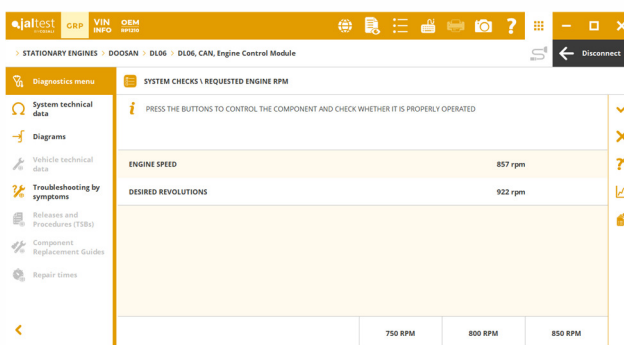 jaltest
GRP
VIN
INFO
OEM
?
STATIONARY ENGINES > DOOSAN > DL06 > DL06, CAN, Engine Control Module
Disconnect
Diagnostics menu
SYSTEM CHECKS \ REQUESTED ENGINE RPM
System technical
data
i PRESS THE BUTTONS TO CONTROL THE COMPONENT AND CHECK WHETHER IT IS PROPERLY OPERATED
Diagrams
Vehicle technical
data
ENGINE SPEED 857 rpm
Troubleshooting by
symptoms
DESIRED REVOLUTIONS 922 rpm
Releases and
Procedures (TSBs)
Component
Replacement Guides
Repair times
750 RPM 800 RPM 850 RPM